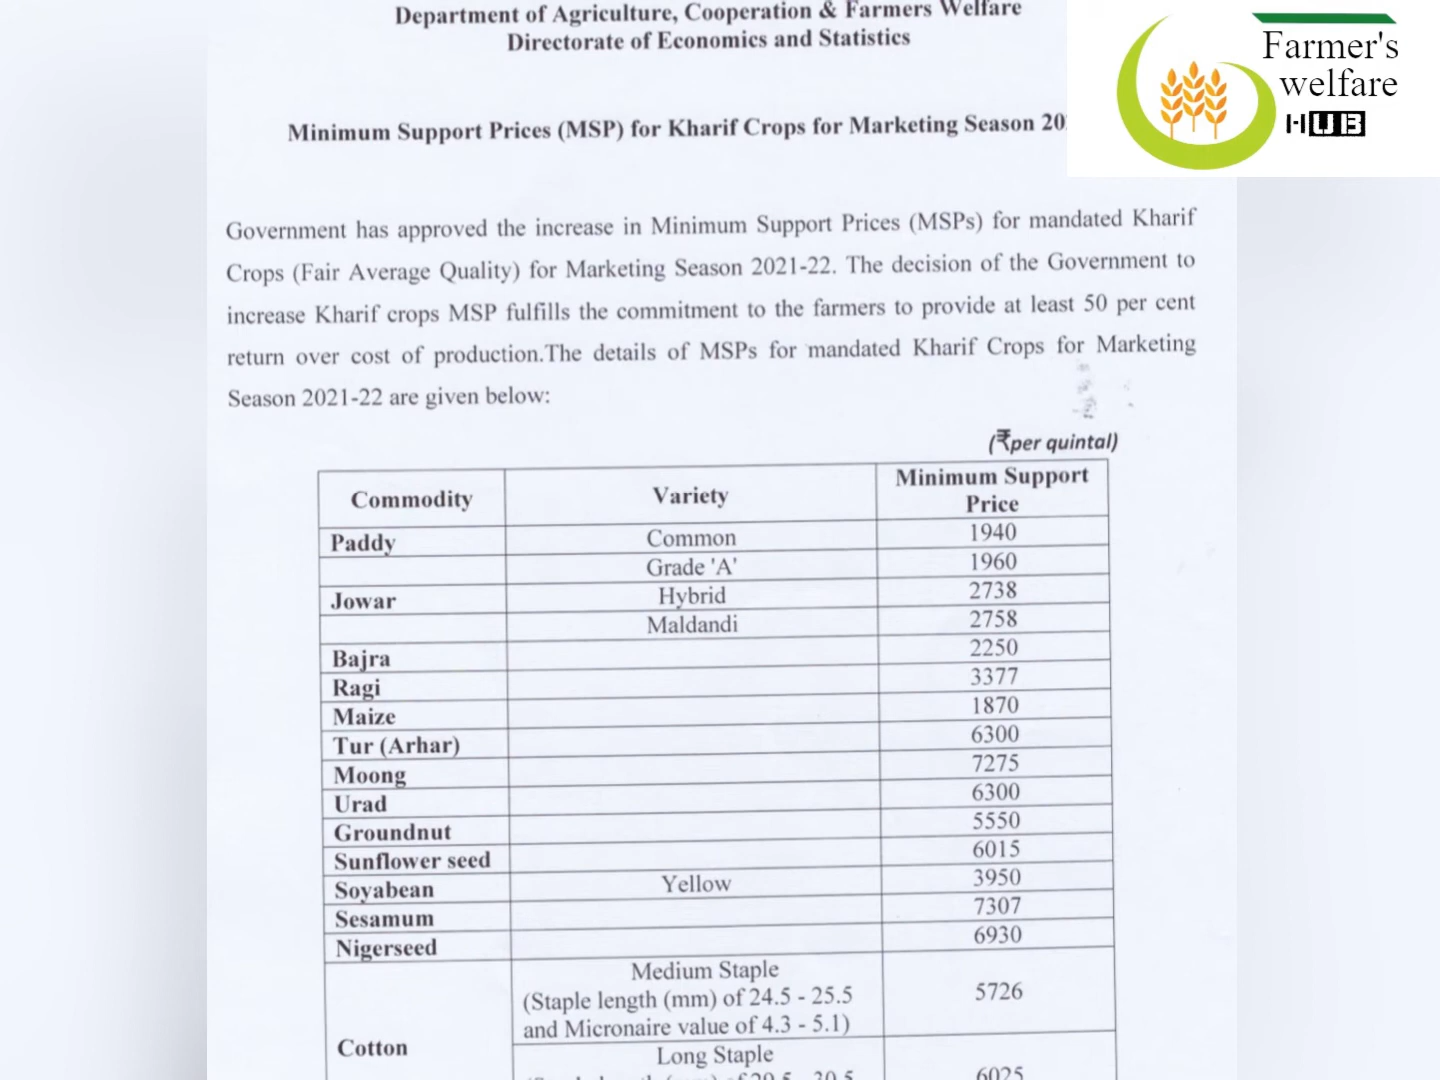 Department of Agriculture, Cooperation & Farmers Welfare
Directorate of Economics and Statistics
Farmer's
welfare
HUB
Minimum Support Prices (MSP) for Kharif Crops for Marketing Season 20
Government has approved the increase in Minimum Support Prices (MSPs) for mandated Kharif
Crops (Fair Average Quality) for Marketing Season 2021-22. The decision of the Government to
increase Kharif crops MSP fulfills the commitment to the farmers to provide at least 50 per cent
return over cost of production.The details of MSPs for mandated Kharif Crops for Marketing
Season 2021-22 are given below:
(₹per quintal)
Commodity Variety Minimum Support
Price
Paddy Common 1940
Grade 'A' 1960
Jowar Hybrid 2738
Maldandi 2758
Bajra 2250
Ragi 3377
Maize 1870
Tur (Arhar) 6300
Moong 7275
Urad 6300
Groundnut 5550
Sunflower seed 6015
Soyabean Yellow 3950
Sesamum 7307
Nigerseed 6930
Cotton Medium Staple
(Staple length (mm) of 24.5 - 25.5
and Micronaire value of 4.3 - 5.1) 5726
Long Staple
6025